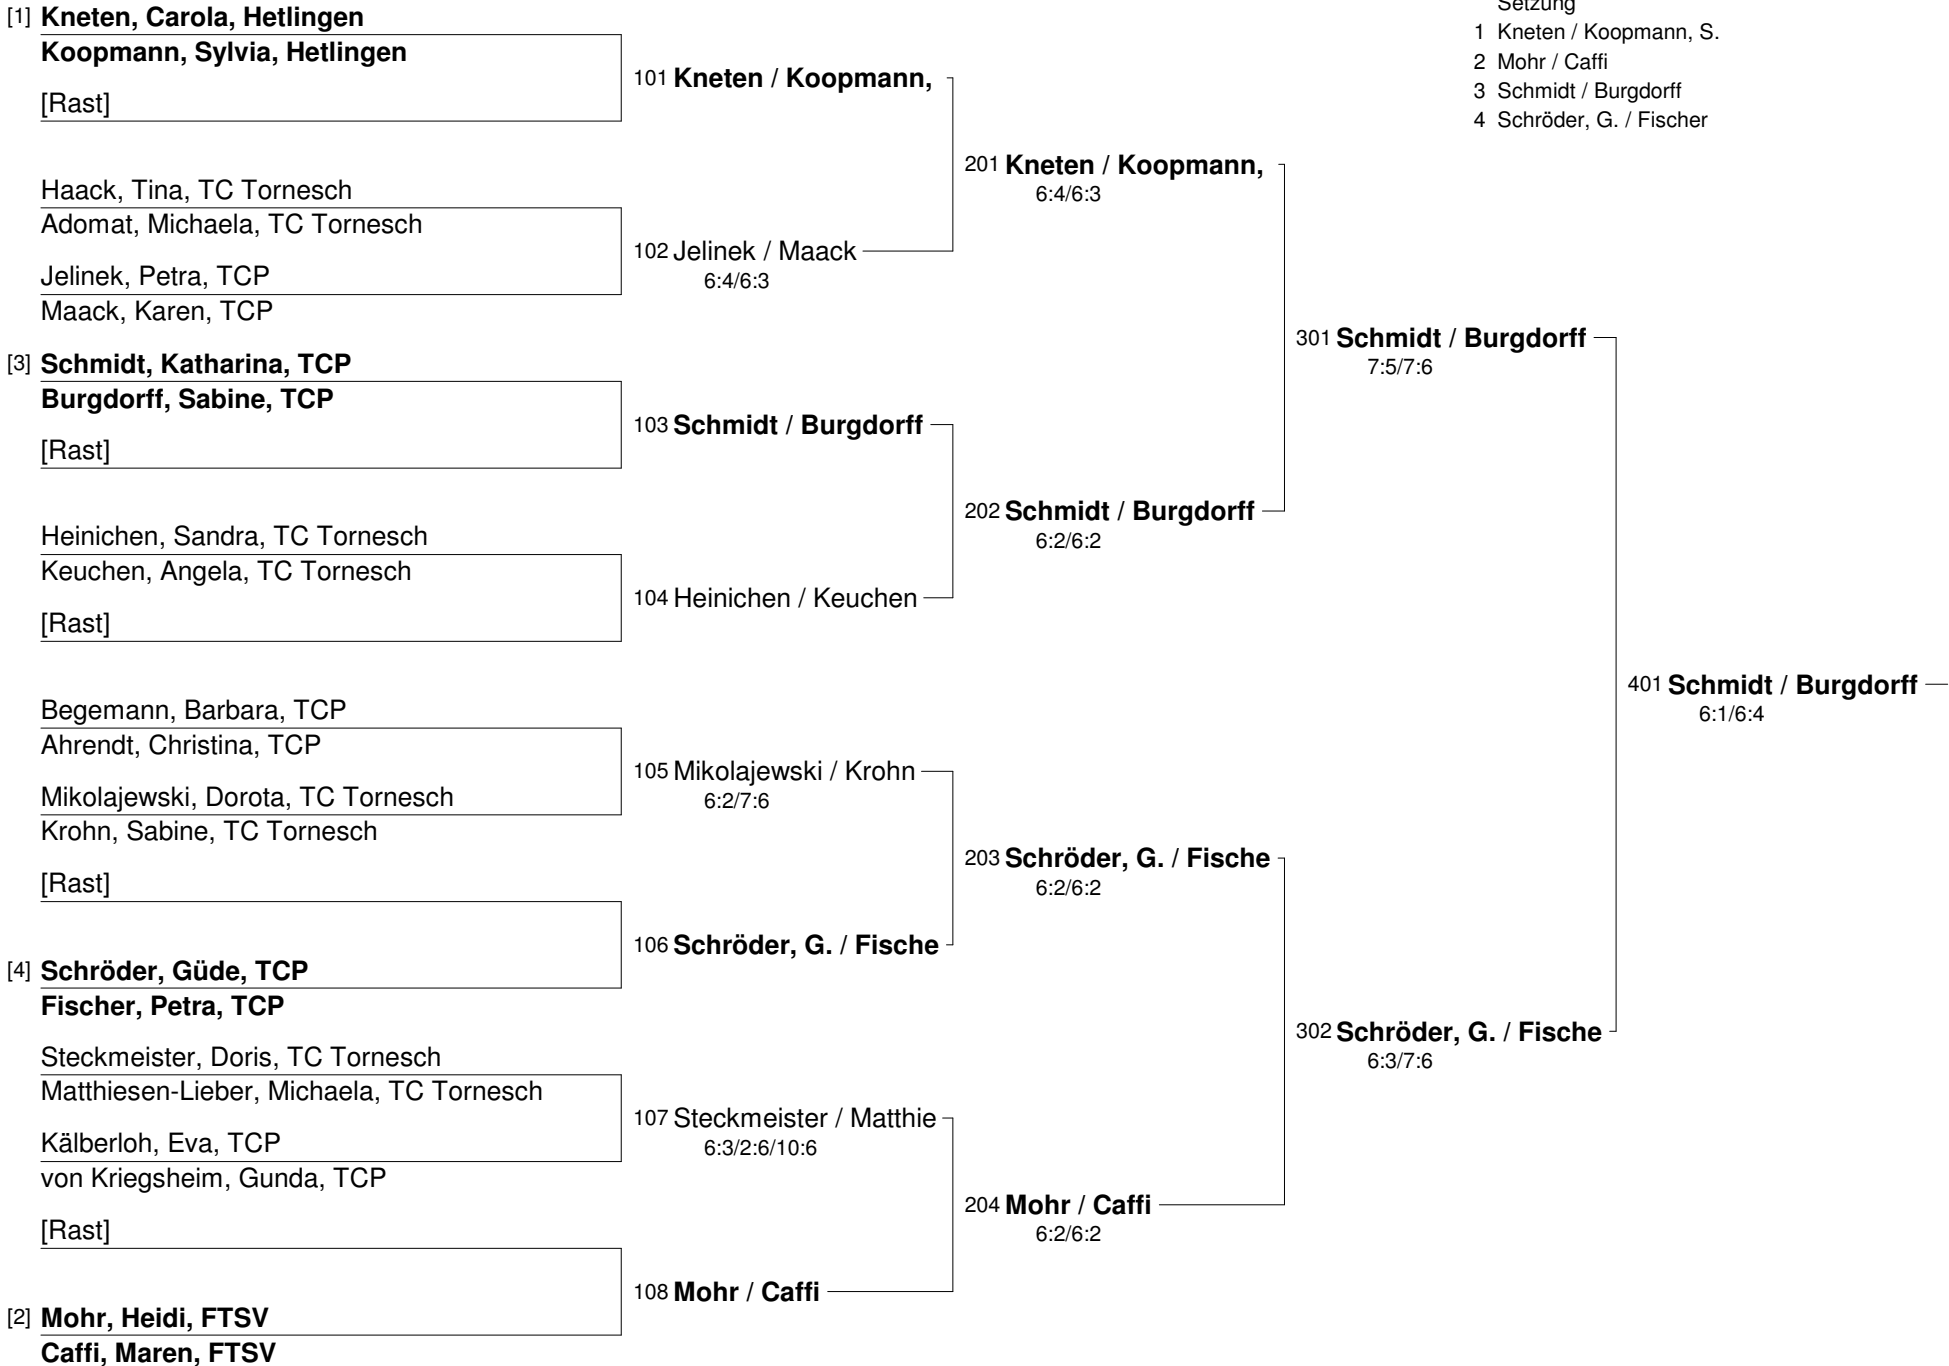 [1] Kneten, Carola, Hetlingen
Koopmann, Sylvia, Hetlingen
[Rast]
Haack, Tina, TC Tornesch
Adomat, Michaela, TC Tornesch
Jelinek, Petra, TCP
Maack, Karen, TCP
[3] Schmidt, Katharina, TCP
Burgdorff, Sabine, TCP
[Rast]
Heinichen, Sandra, TC Tornesch
Keuchen, Angela, TC Tornesch
[Rast]
Begemann, Barbara, TCP
Ahrendt, Christina, TCP
Mikolajewski, Dorota, TC Tornesch
Krohn, Sabine, TC Tornesch
[Rast]
[4] Schröder, Güde, TCP
Fischer, Petra, TCP
Steckmeister, Doris, TC Tornesch
Matthiesen-Lieber, Michaela, TC Tornesch
Kälberloh, Eva, TCP
von Kriegsheim, Gunda, TCP
[Rast]
[2] Mohr, Heidi, FTSV
Caffi, Maren, FTSV
101 Kneten / Koopmann,
102 Jelinek / Maack
6:4/6:3
103 Schmidt / Burgdorff
104 Heinichen / Keuchen
105 Mikolajewski / Krohn
6:2/7:6
106 Schröder, G. / Fische
107 Steckmeister / Matthie
6:3/2:6/10:6
108 Mohr / Caffi
201 Kneten / Koopmann,
6:4/6:3
202 Schmidt / Burgdorff
6:2/6:2
203 Schröder, G. / Fische
6:2/6:2
204 Mohr / Caffi
6:2/6:2
301 Schmidt / Burgdorff
7:5/7:6
302 Schröder, G. / Fische
6:3/7:6
401 Schmidt / Burgdorff
6:1/6:4
Setzung
1 Kneten / Koopmann, S.
2 Mohr / Caffi
3 Schmidt / Burgdorff
4 Schröder, G. / Fischer